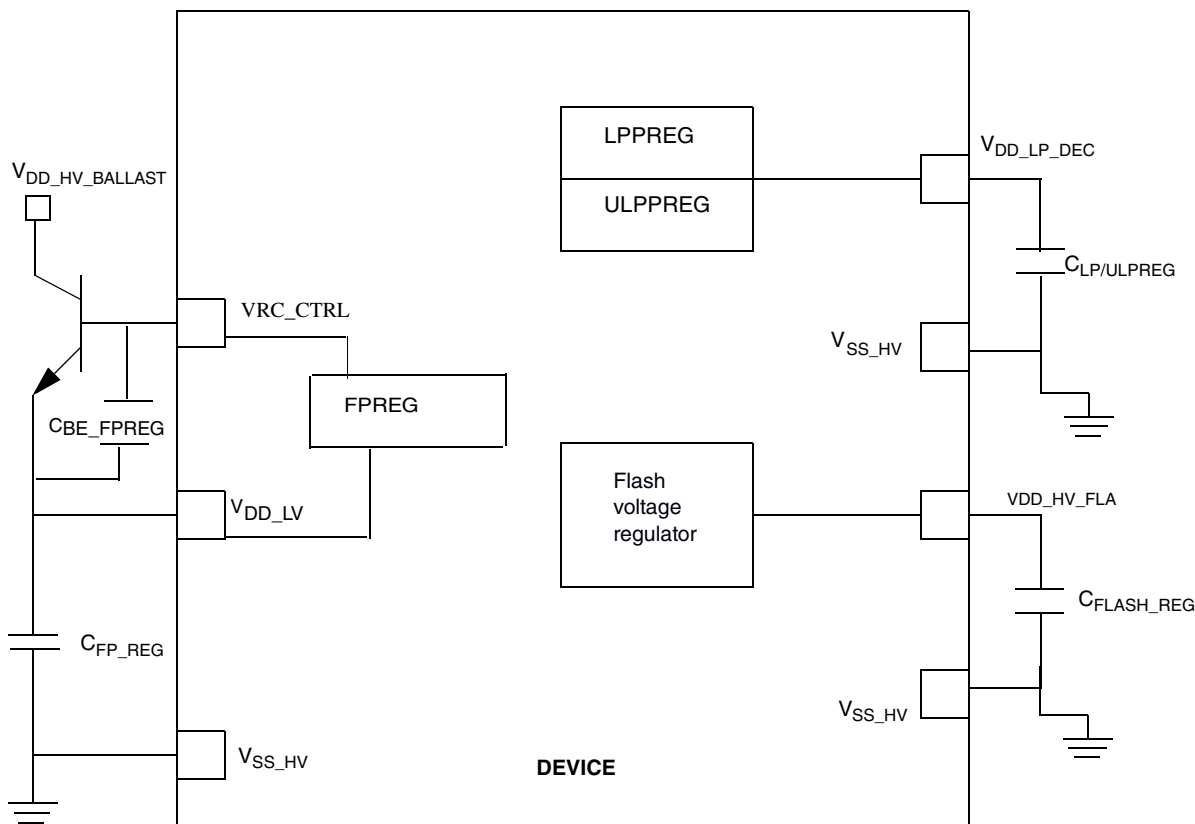 LPPREG
VDD_LP_DEC
VDD_HV_BALLAST
ULPPREG
CLP/ULPREG
VRC_CTRL
VSS_HV
FPREG
CBE_FPREG
Flash
voltage
regulator
VDD_LV
VDD_HV_FLA
CFLASH_REG
CFP_REG
VSS_HV
VSS_HV
DEVICE